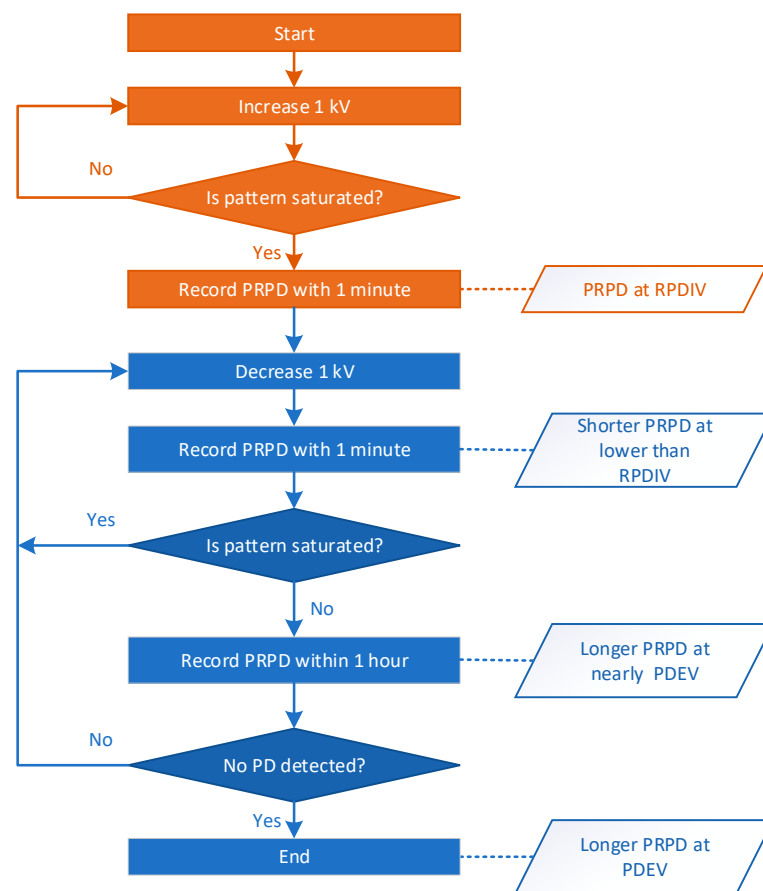 Start
Increase 1 kV
No
Is pattern saturated?
Yes
Record PRPD with 1 minute
PRPD at RPDIV
Decrease 1 kV
Record PRPD with 1 minute
Shorter PRPD at
lower than
RPDIV
Yes
Is pattern saturated?
No
Record PRPD within 1 hour
Longer PRPD at
nearly PDEV
No
No PD detected?
Yes
End
Longer PRPD at
PDEV